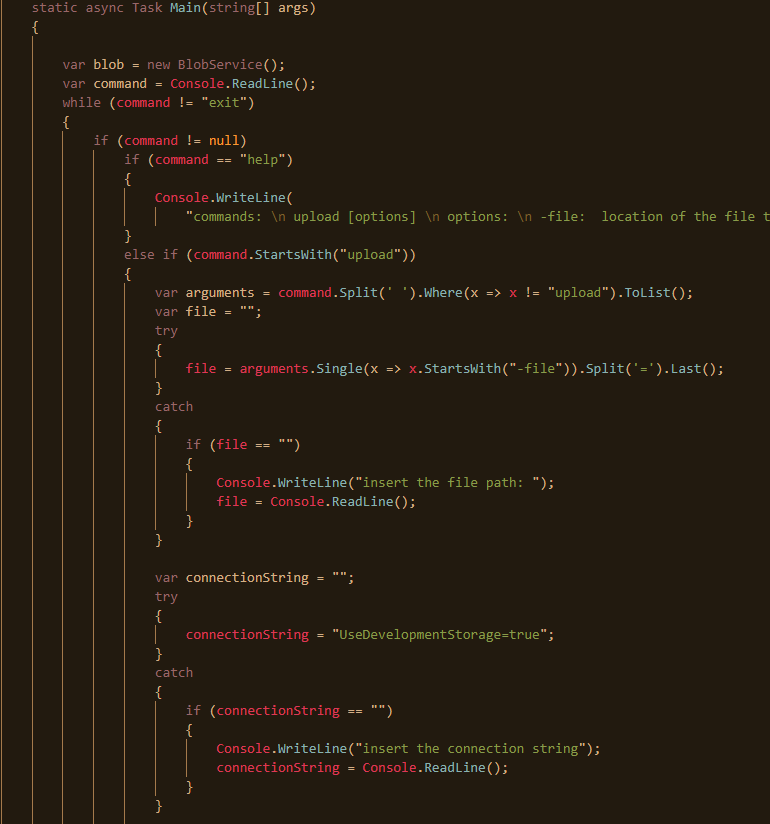 static async Task Main(string[] args)
{
var blob = new BlobService();
var command = Console.ReadLine();
while (command != "exit")
{
if (command != null)
if (command == "help")
{
Console.WriteLine(
"commands: \n upload [options] \n options: \n -file:  location of the file t
}
else if (command.StartsWith("upload"))
{
var arguments = command.Split(' ').Where(x => x != "upload").ToList();
var file = "";
try
{
file = arguments.Single(x => x.StartsWith("-file")).Split('=').Last();
}
catch
{
if (file == "")
{
Console.WriteLine("insert the file path: ");
file = Console.ReadLine();
}
}
var connectionString = "";
try
{
connectionString = "UseDevelopmentStorage=true";
}
catch
{
if (connectionString == "")
{
Console.WriteLine("insert the connection string");
connectionString = Console.ReadLine();
}
}